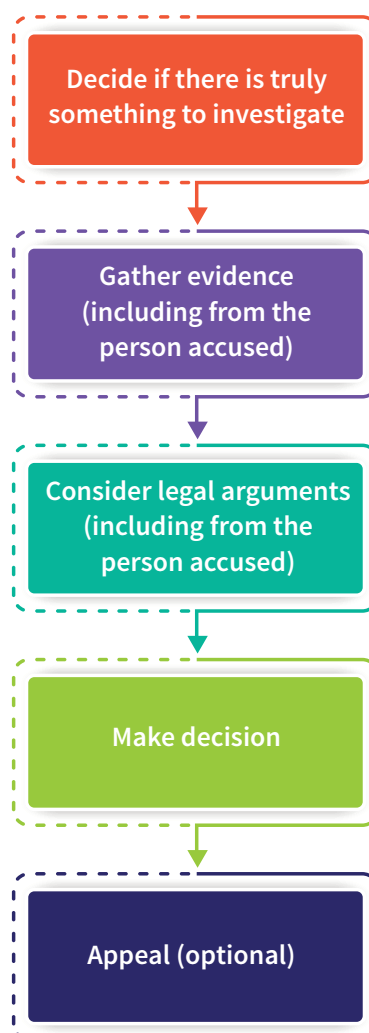 Decide if there is truly
something to investigate
Gather evidence
(including from the
person accused)
Consider legal arguments
(including from the
person accused)
Make decision
Appeal (optional)